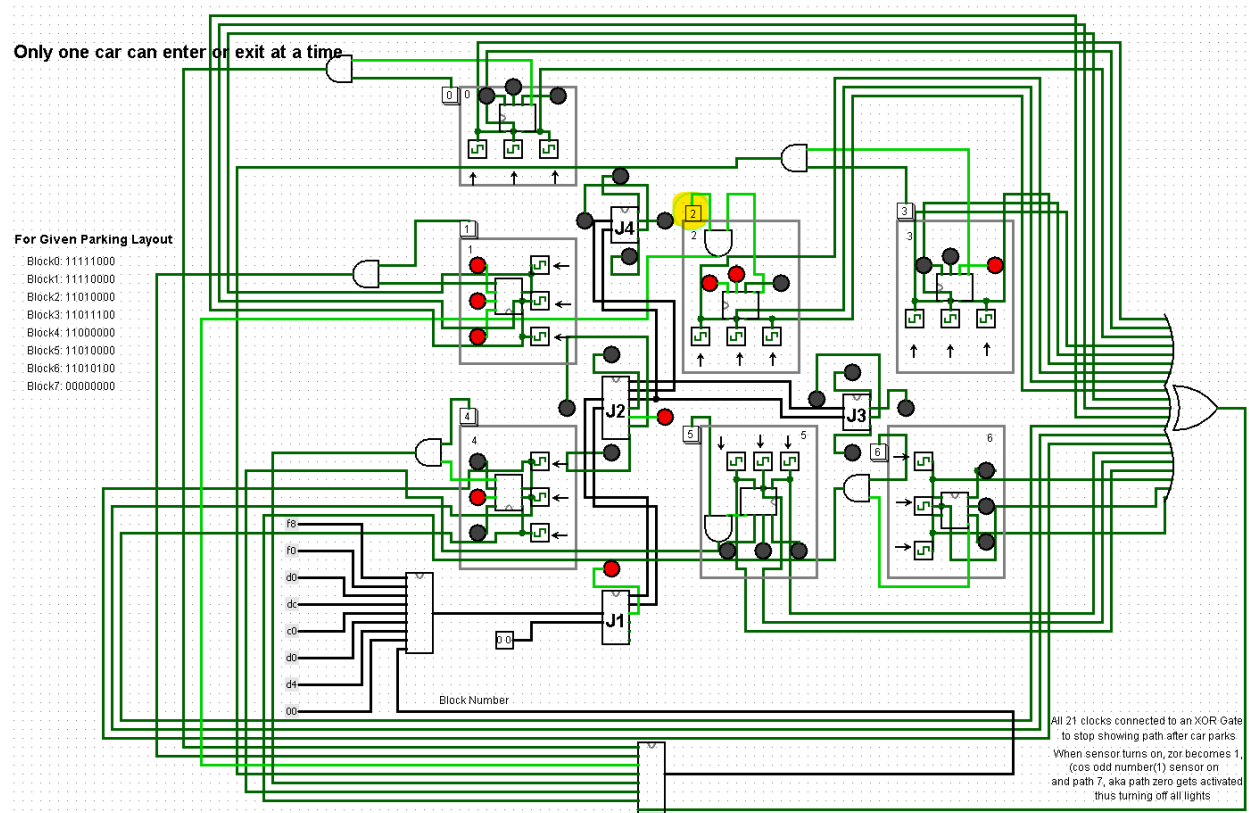 Only one car can enter or exit at a time
0
0
J4
2
2
3
3
For Given Parking Layout
Block0: 11111000
Block1: 11110000
Block2: 11010000
Block3: 11011100
Block4: 11000000
Block5: 11010000
Block6: 11010100
Block7: 00000000
1
1
J2
J3
4
4
5
5
6
6
f8
f0
d0
dc
c0
d0
d4
00
J1
0 0
Block Number
All 21 clocks connected to an XOR Gate
to stop showing path after car parks
When sensor turns on, zor becomes 1,
(cos odd number(1) sensor on
and path 7, aka path zero gets activated
thus turning off all lights